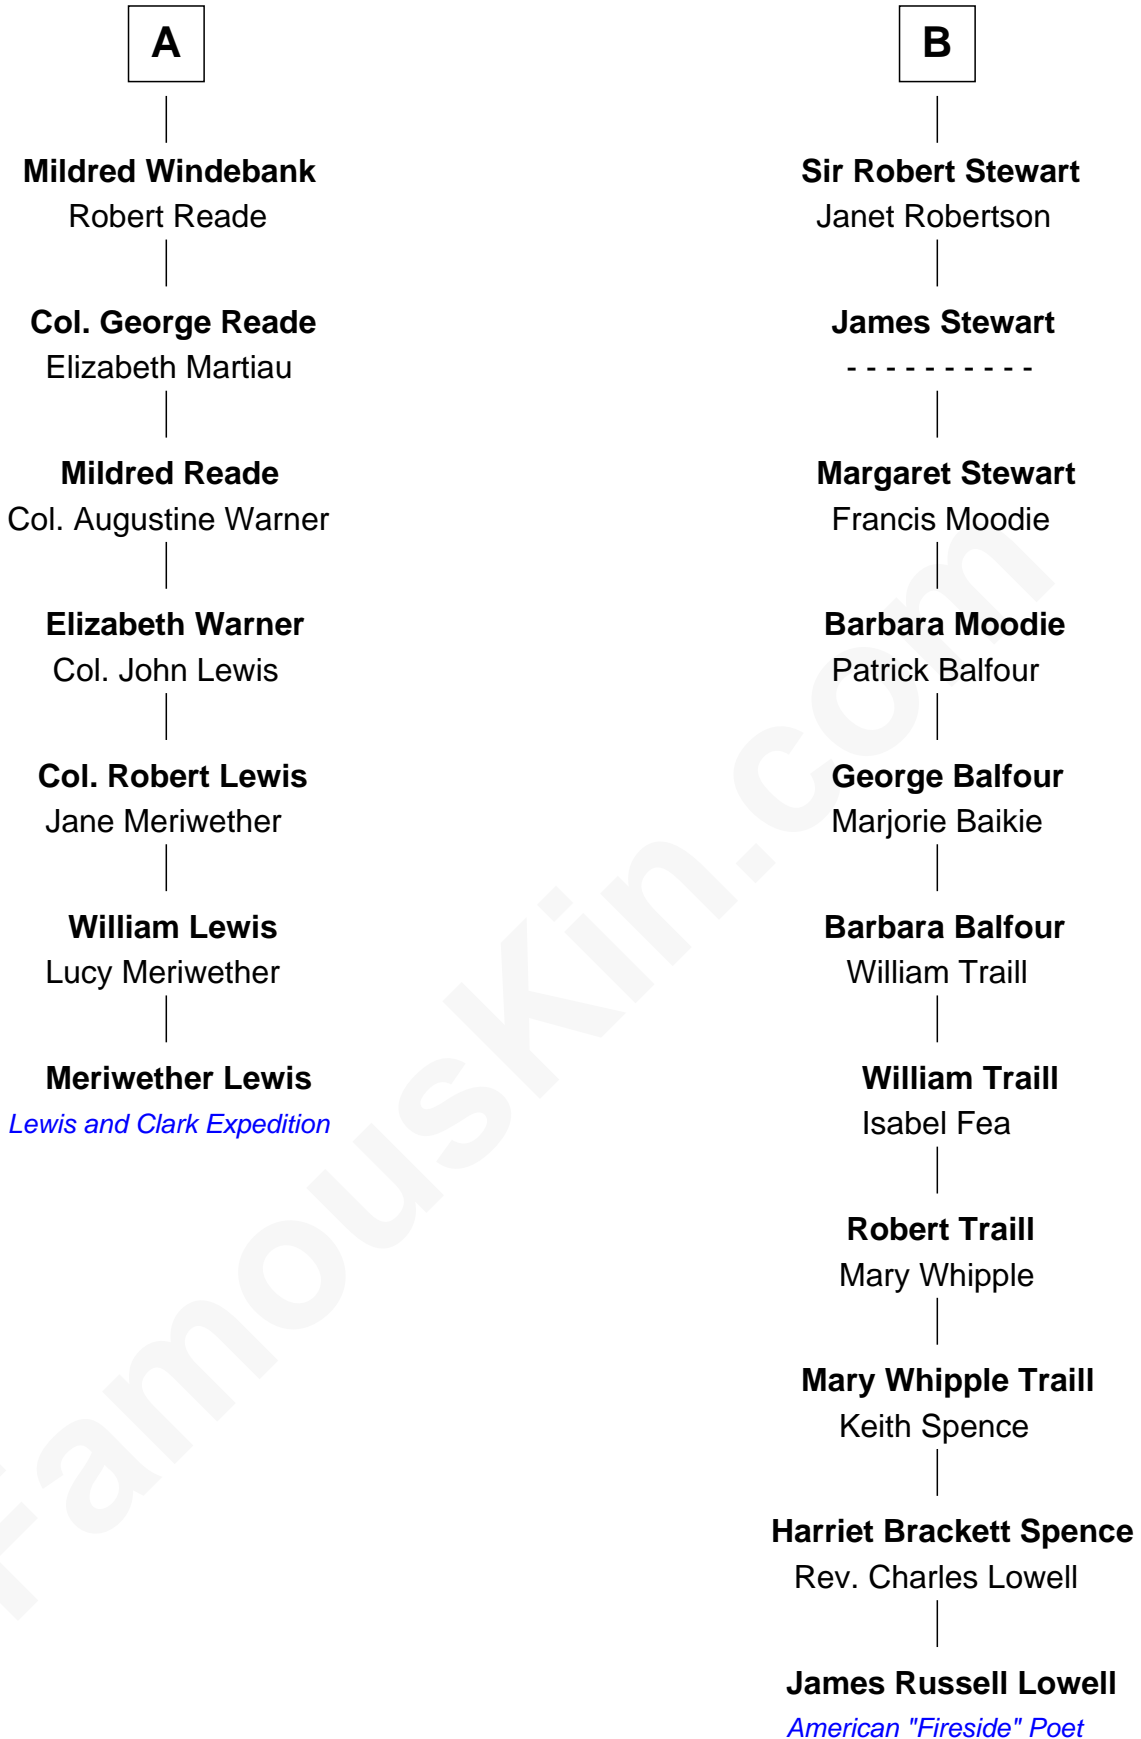 A
Mildred Windebank
Robert Reade
Col. George Reade
Elizabeth Martiau
Mildred Reade
Col. Augustine Warner
Elizabeth Warner
Col. John Lewis
Col. Robert Lewis
Jane Meriwether
William Lewis
Lucy Meriwether
Meriwether Lewis
Lewis and Clark Expedition
B
Sir Robert Stewart
Janet Robertson
James Stewart
- - - - - - - - - -
Margaret Stewart
Francis Moodie
Barbara Moodie
Patrick Balfour
George Balfour
Marjorie Baikie
Barbara Balfour
William Traill
William Traill
Isabel Fea
Robert Traill
Mary Whipple
Mary Whipple Traill
Keith Spence
Harriet Brackett Spence
Rev. Charles Lowell
James Russell Lowell
American "Fireside" Poet
FamousKin.com